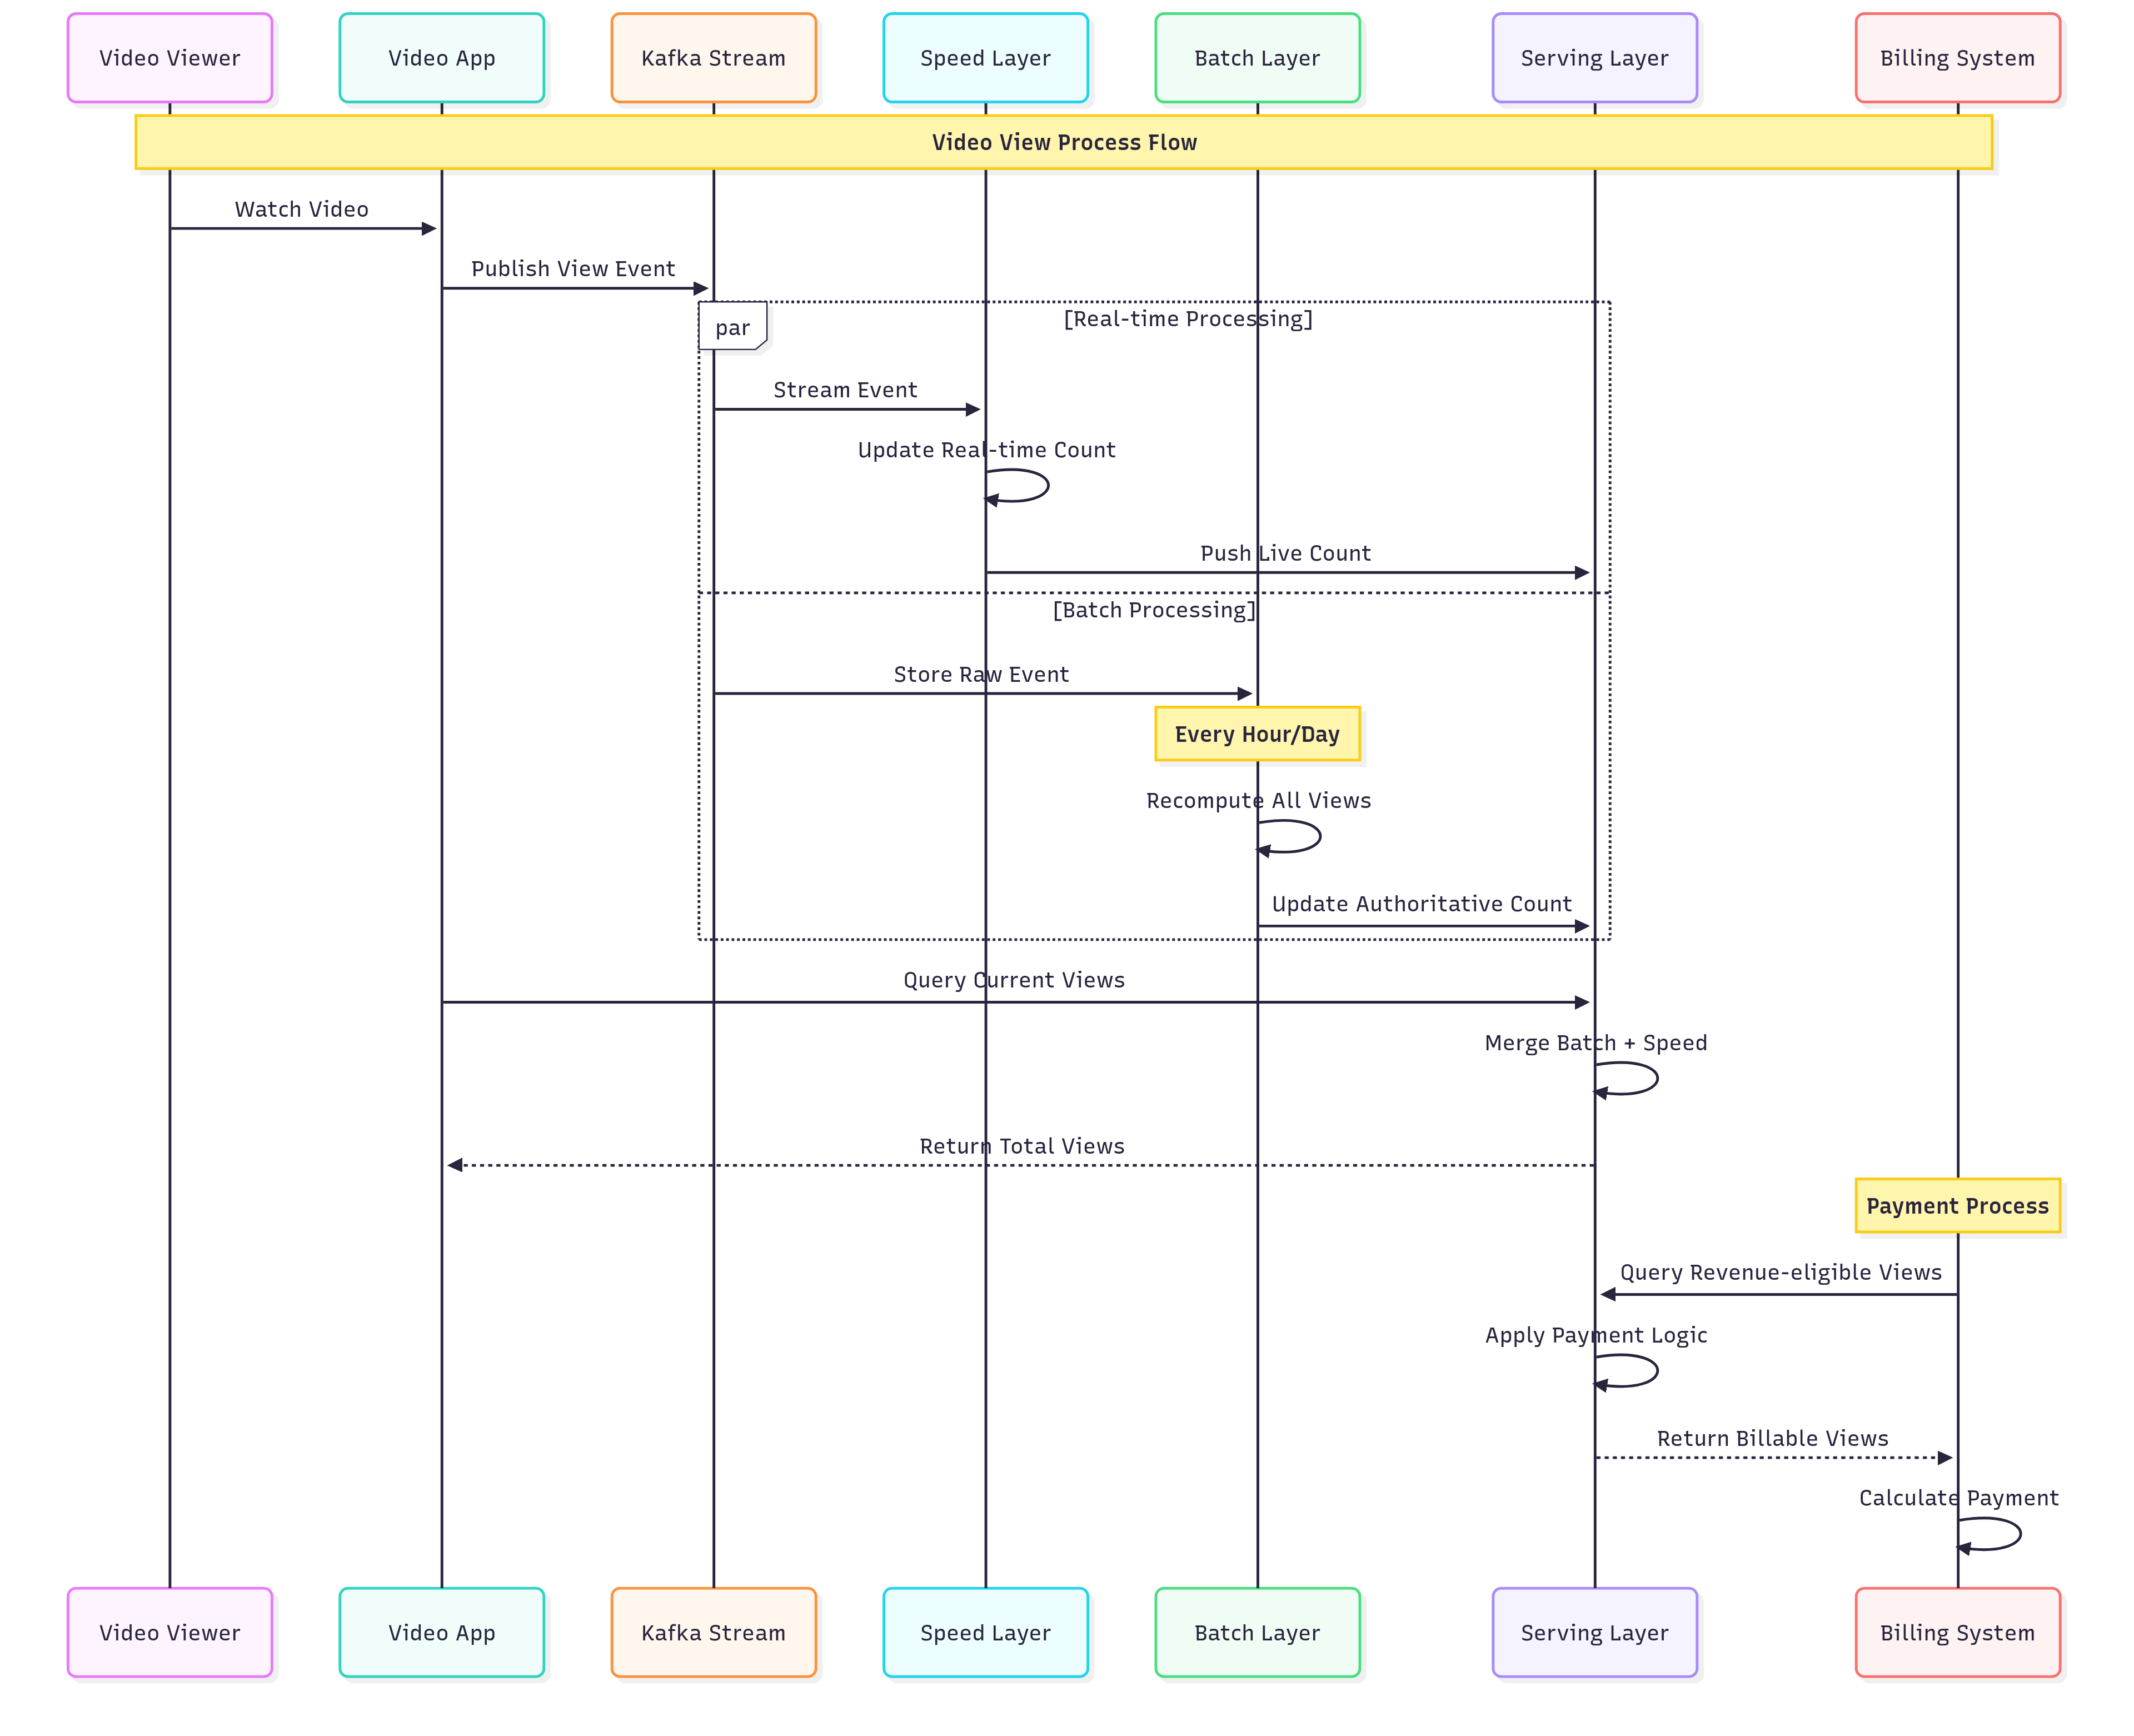 Video Viewer
Video App
Kafka Stream
Speed Layer
Batch Layer
Serving Layer
Billing System
Video View Process Flow
Watch Video
Publish View Event
par
[Real-time Processing]
Stream Event
Update Real-time Count
Push Live Count
[Batch Processing]
Store Raw Event
Every Hour/Day
Recompute All Views
Update Authoritative Count
Query Current Views
Merge Batch + Speed
Return Total Views
Payment Process
Query Revenue-eligible Views
Apply Payment Logic
Return Billable Views
Calculate Payment
Video Viewer
Video App
Kafka Stream
Speed Layer
Batch Layer
Serving Layer
Billing System